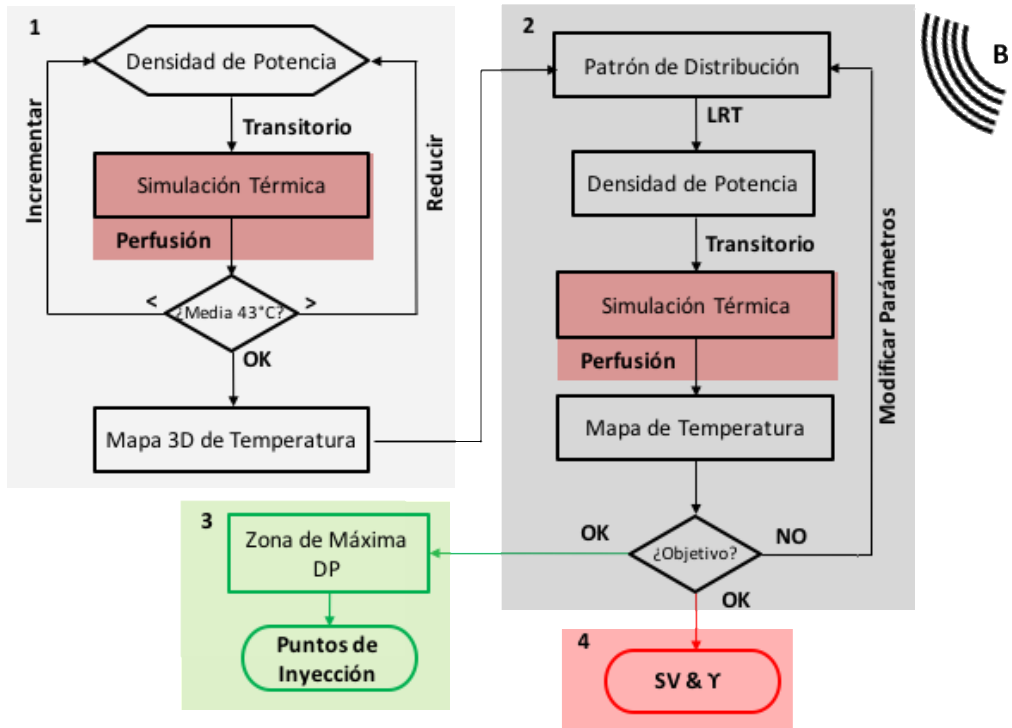 1
Densidad de Potencia
Incrementar
Reducir
Transitorio
Simulación Térmica
Perfusión
<
¿Media 43°C?
>
OK
Mapa 3D de Temperatura
2
Patrón de Distribución
LRT
Densidad de Potencia
Transitorio
Simulación Térmica
Perfusión
Mapa de Temperatura
Modificar Parámetros
¿Objetivo?
OK
NO
OK
B
3
Zona de Máxima
DP
Puntos de
Inyección
4
SV & ϒ